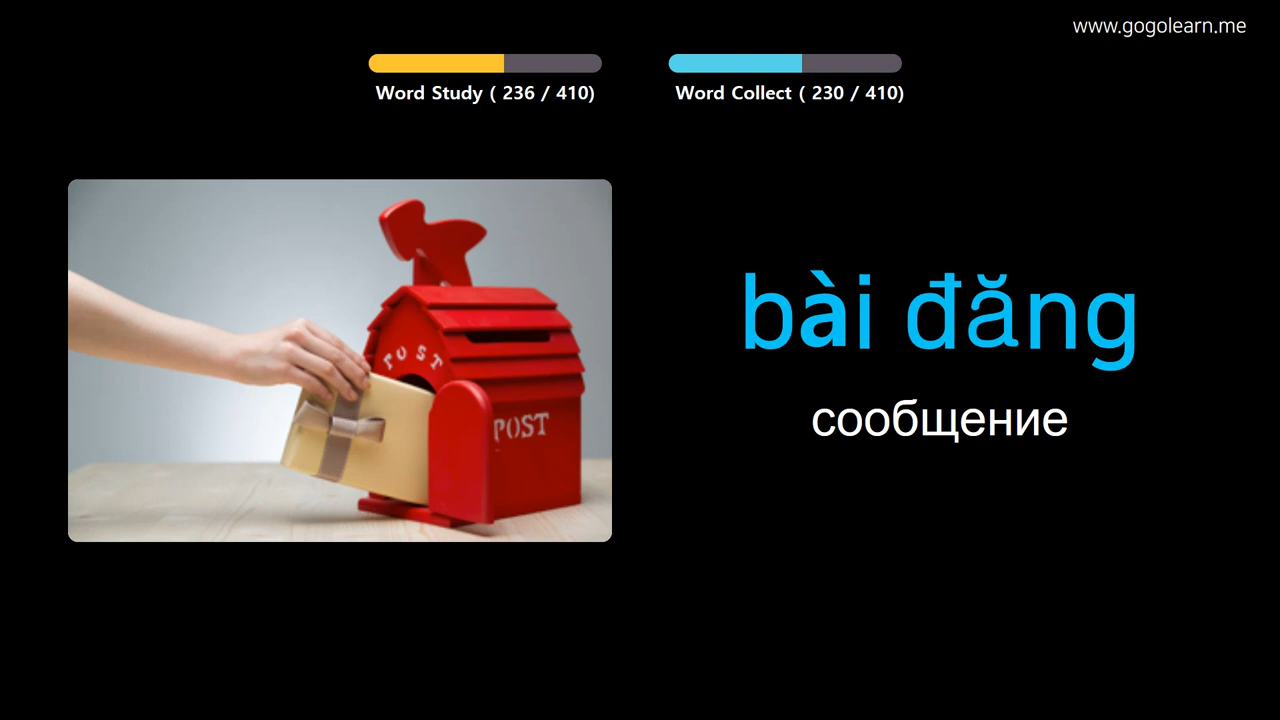 www.gogolearn.me
Word Study ( 236 / 410)
Word Collect ( 230 / 410)
POST
POST
bài đăng
сообщение